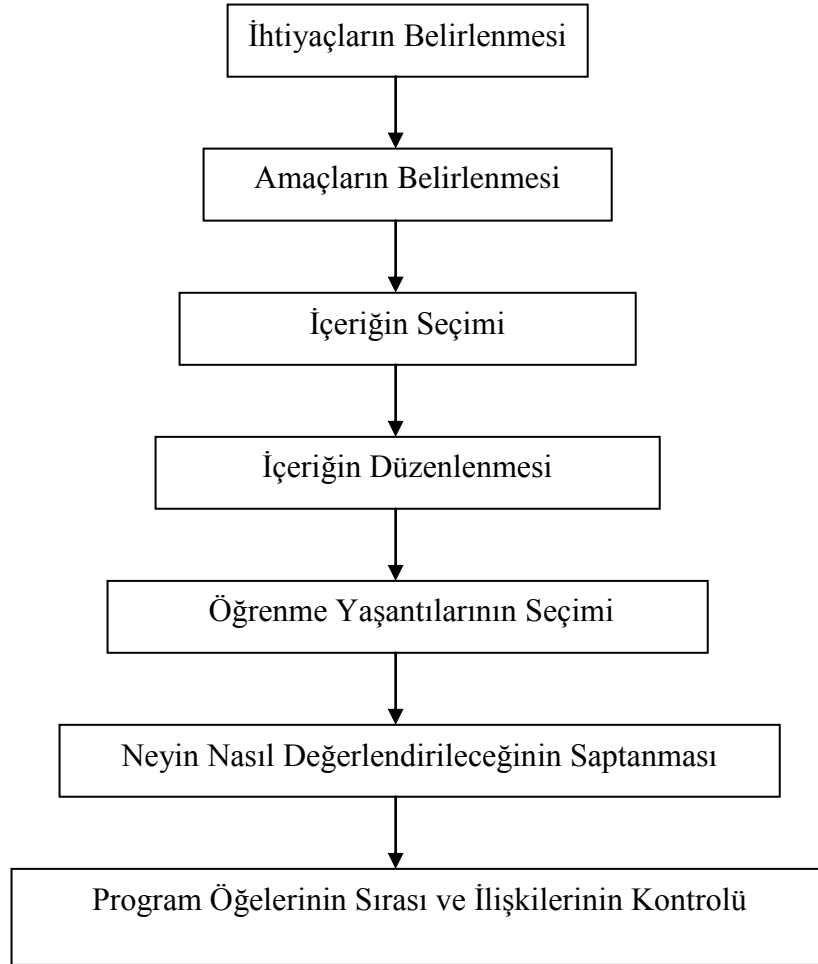 İhtiyaçların Belirlenmesi
Amaçların Belirlenmesi
İçeriğin Seçimi
İçeriğin Düzenlenmesi
Öğrenme Yaşantılarının Seçimi
Neyin Nasıl Değerlendirileceğinin Saptanması
Program Öğelerinin Sırası ve İlişkilerinin Kontrolü